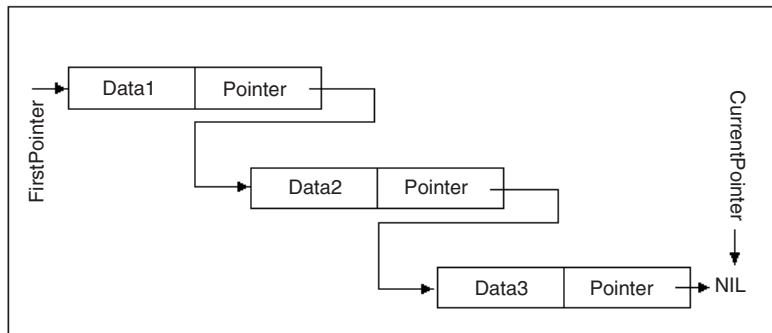 FirstPointer
Data1 Pointer
Data2 Pointer
CurrentPointer
Data3 Pointer NIL